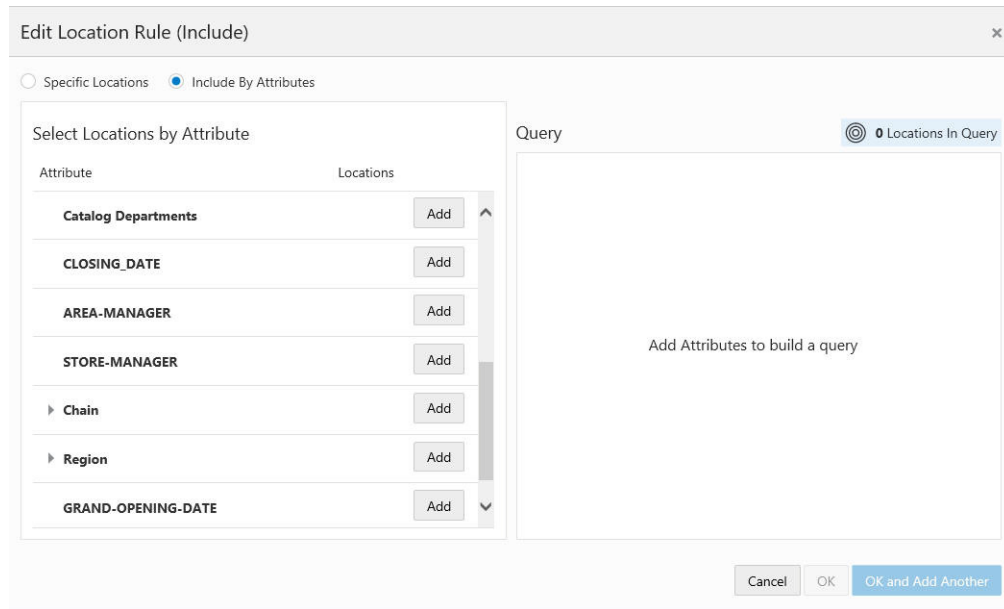 Edit Location Rule (Include)
×
Specific Locations Include By Attributes
Select Locations by Attribute
Attribute Locations
Catalog Departments Add
CLOSING_DATE Add
AREA-MANAGER Add
STORE-MANAGER Add
Chain Add
Region Add
GRAND-OPENING-DATE Add
Query 0 Locations In Query
Add Attributes to build a query
Cancel OK OK and Add Another